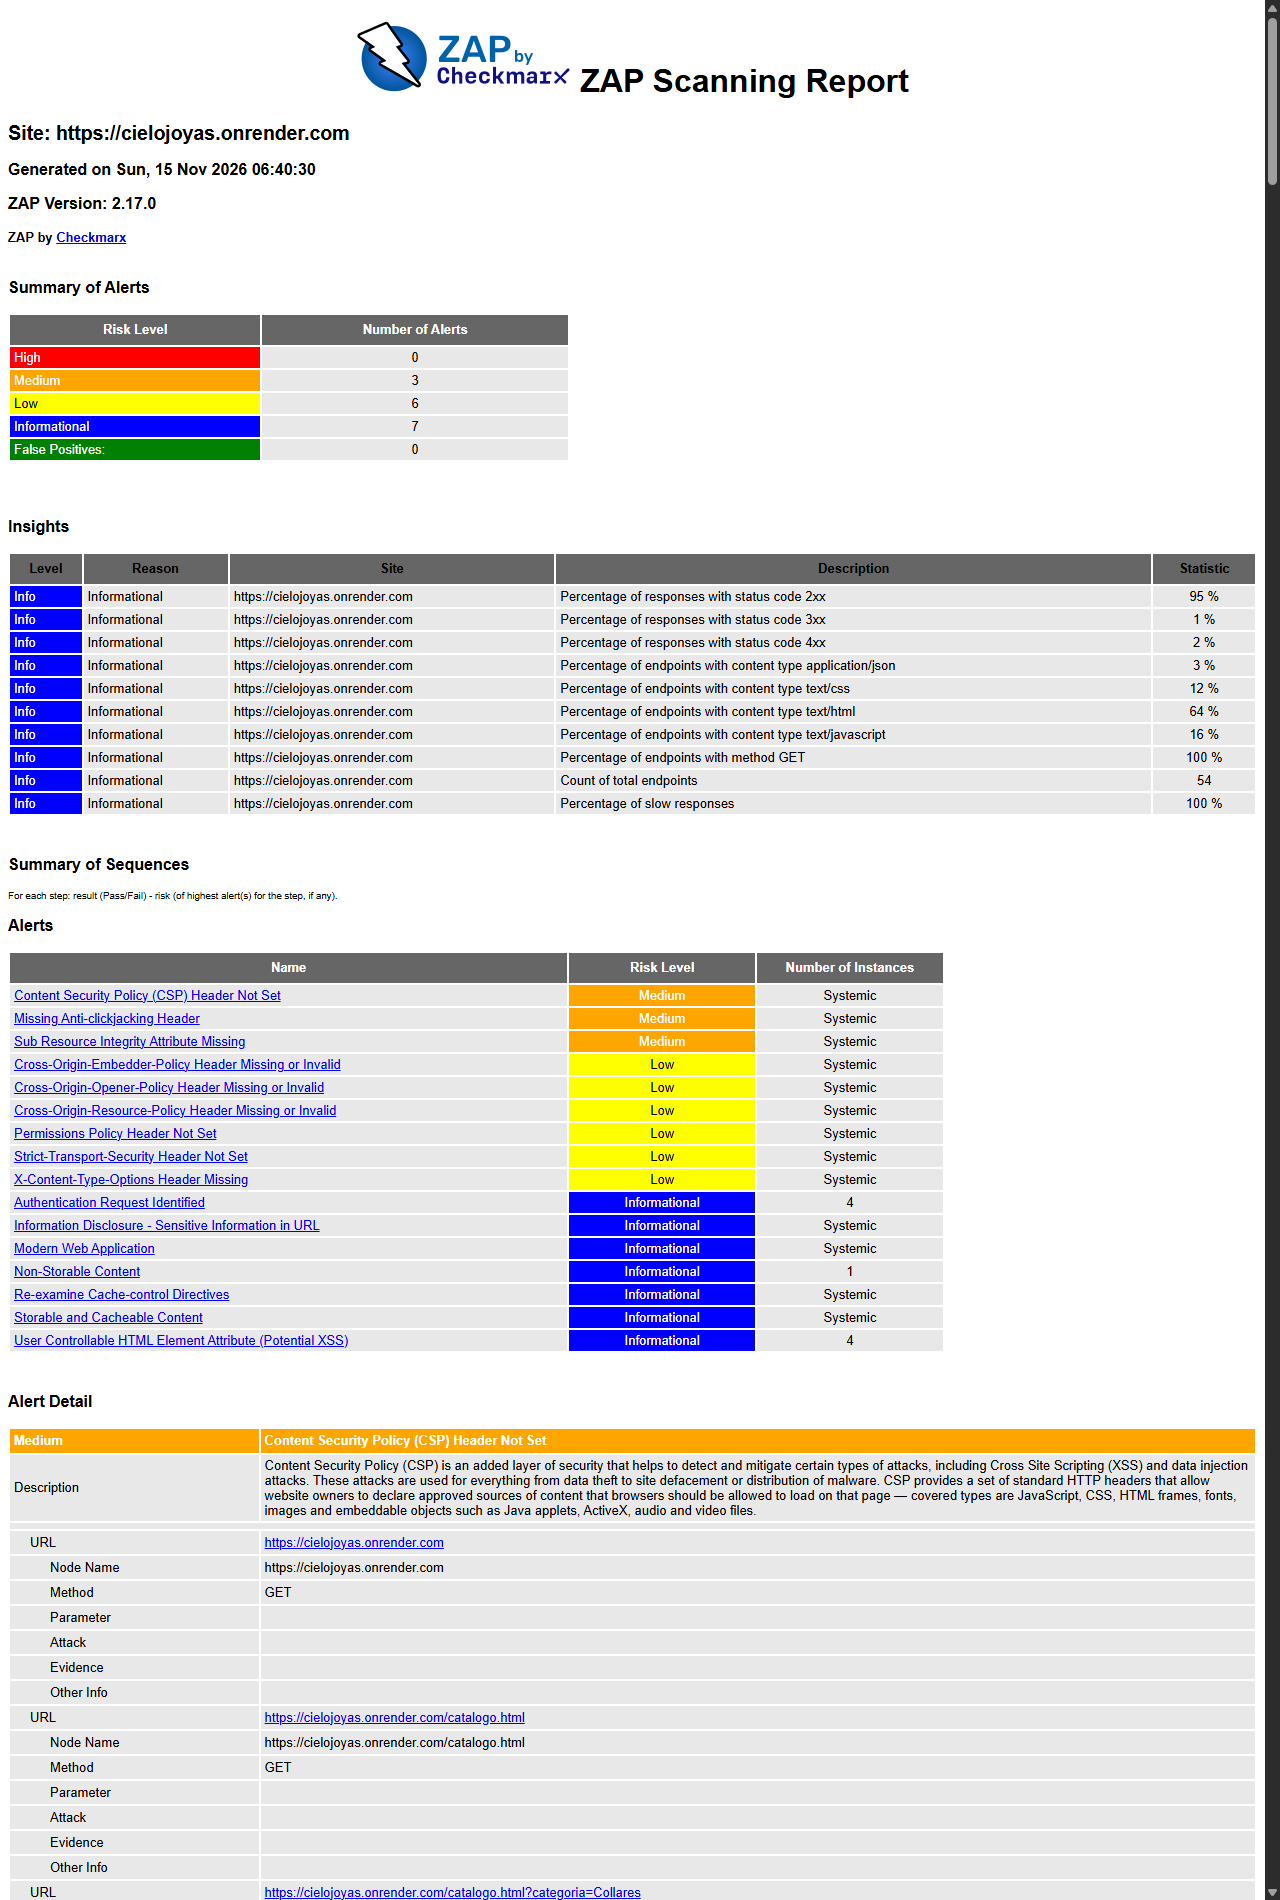 ZAP by
Checkmarx ZAP Scanning Report
Site: https://cielojoyas.onrender.com
Generated on Sun, 15 Nov 2026 06:40:30
ZAP Version: 2.17.0
ZAP by Checkmarx
Summary of Alerts
Risk Level Number of Alerts
High 0
Medium 3
Low 6
Informational 7
False Positives: 0
Insights
Level Reason Site Description Statistic
Info Informational https://cielojoyas.onrender.com Percentage of responses with status code 2xx 95 %
Info Informational https://cielojoyas.onrender.com Percentage of responses with status code 3xx 1 %
Info Informational https://cielojoyas.onrender.com Percentage of responses with status code 4xx 2 %
Info Informational https://cielojoyas.onrender.com Percentage of endpoints with content type application/json 3 %
Info Informational https://cielojoyas.onrender.com Percentage of endpoints with content type text/css 12 %
Info Informational https://cielojoyas.onrender.com Percentage of endpoints with content type text/html 64 %
Info Informational https://cielojoyas.onrender.com Percentage of endpoints with content type text/javascript 16 %
Info Informational https://cielojoyas.onrender.com Percentage of endpoints with method GET 100 %
Info Informational https://cielojoyas.onrender.com Count of total endpoints 54
Info Informational https://cielojoyas.onrender.com Percentage of slow responses 100 %
Summary of Sequences
For each step: result (Pass/Fail) - risk (of highest alert(s) for the step, if any).
Alerts
Name Risk Level Number of Instances
Content Security Policy (CSP) Header Not Set Medium Systemic
Missing Anti-clickjacking Header Medium Systemic
Sub Resource Integrity Attribute Missing Medium Systemic
Cross-Origin-Embedder-Policy Header Missing or Invalid Low Systemic
Cross-Origin-Opener-Policy Header Missing or Invalid Low Systemic
Cross-Origin-Resource-Policy Header Missing or Invalid Low Systemic
Permissions Policy Header Not Set Low Systemic
Strict-Transport-Security Header Not Set Low Systemic
X-Content-Type-Options Header Missing Low Systemic
Authentication Request Identified Informational 4
Information Disclosure - Sensitive Information in URL Informational Systemic
Modern Web Application Informational Systemic
Non-Storable Content Informational 1
Re-examine Cache-control Directives Informational Systemic
Storable and Cacheable Content Informational Systemic
User Controllable HTML Element Attribute (Potential XSS) Informational 4
Alert Detail
Medium Content Security Policy (CSP) Header Not Set
Description Content Security Policy (CSP) is an added layer of security that helps to detect and mitigate certain types of attacks, including Cross Site Scripting (XSS) and data injection
attacks. These attacks are used for everything from data theft to site defacement or distribution of malware. CSP provides a set of standard HTTP headers that allow
website owners to declare approved sources of content that browsers should be allowed to load on that page — covered types are JavaScript, CSS, HTML frames, fonts,
images and embeddable objects such as Java applets, ActiveX, audio and video files.
URL https://cielojoyas.onrender.com
Node Name https://cielojoyas.onrender.com
Method GET
Parameter
Attack
Evidence
Other Info
URL https://cielojoyas.onrender.com/catalogo.html
Node Name https://cielojoyas.onrender.com/catalogo.html
Method GET
Parameter
Attack
Evidence
Other Info
URL https://cielojoyas.onrender.com/catalogo.html?categoria=Collares